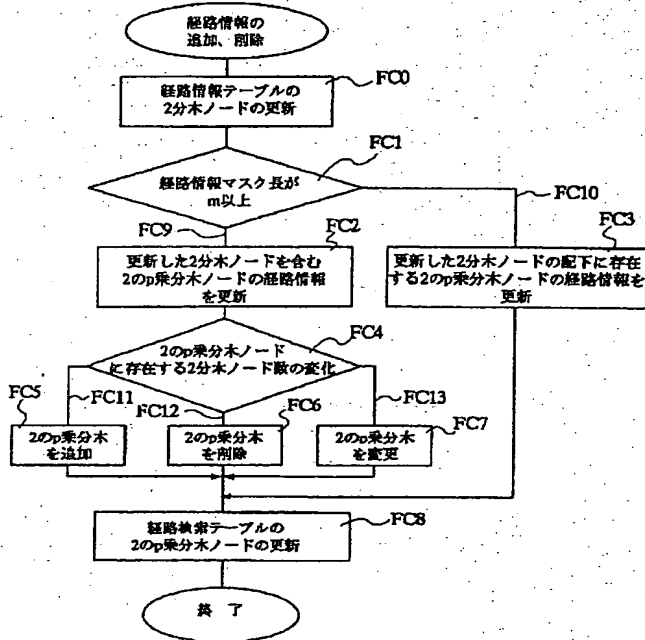 経路情報の
追加、削除
FC0
経路情報テーブルの
2分木ノードの更新
FC1
経路情報マスク長が
m以上
FC10
FC9
FC2
FC3
更新した2分木ノードを含む
2のp乗分木ノードの経路情報
を更新
更新した2分木ノードの配下に存在
する2のp乗分木ノードの経路情報を
更新
FC4
2のp乗分木ノード
に存在する2分木ノード数の変化
FC5
FC11
FC12
FC6
FC13
FC7
2のp乗分木
を追加
2のp乗分木
を削除
2のp乗分木
を変更
FC8
経路検索テーブルの
2のp乗分木ノードの更新
終 了